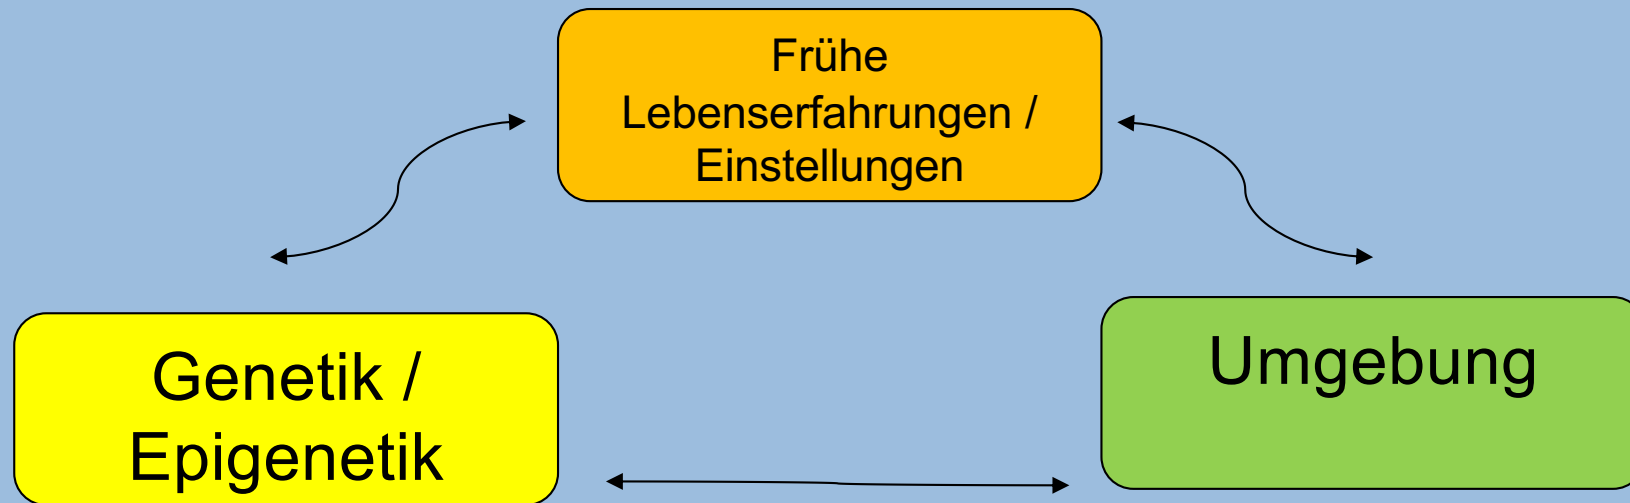 Frühe
Lebenserfahrungen /
Einstellungen
Genetik /
Epigenetik
Umgebung